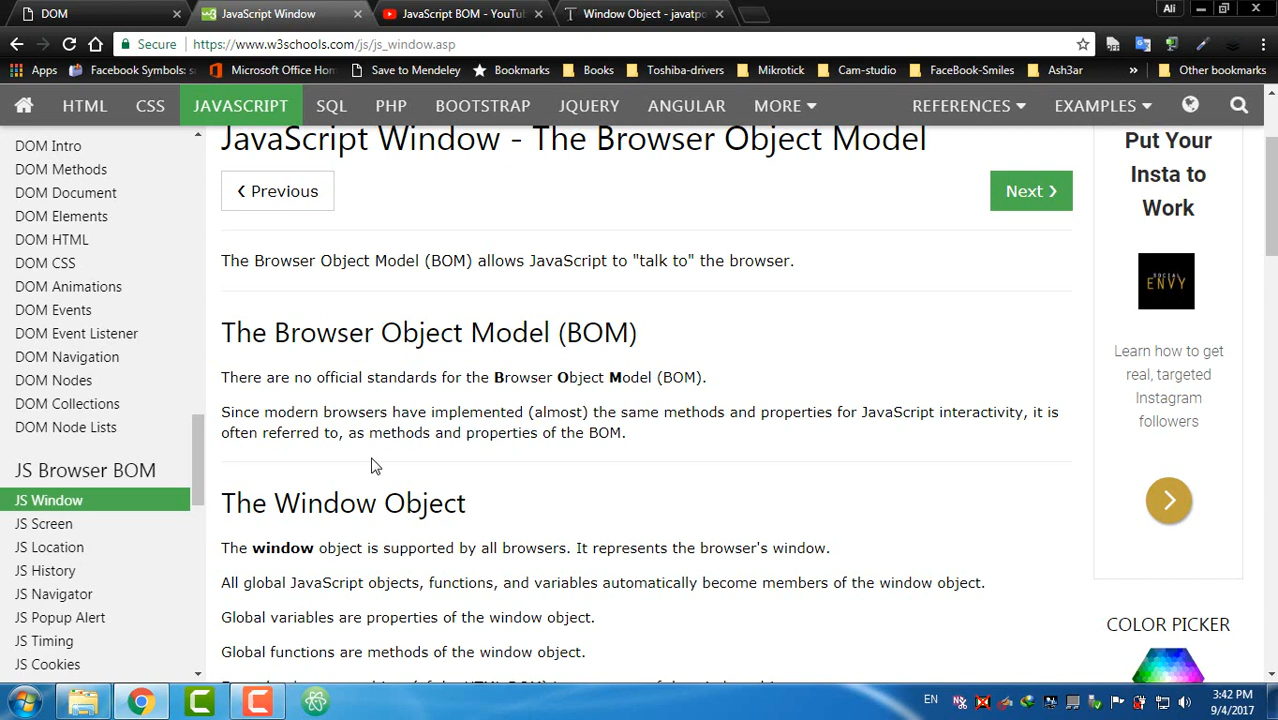 DOM
JavaScript Window
JavaScript BOM - YouTu
Window Object - javatp
Ali
Secure
https://www.w3schools.com/js/js_window.asp
Apps
Facebook Symbols: s
Microsoft Office Hom
Save to Mendeley
Bookmarks
Books
Toshiba-drivers
Mikrotick
Cam-studio
FaceBook-Smiles
Ash3ar
»
Other bookmarks
HTML
CSS
JAVASCRIPT
SQL
PHP
BOOTSTRAP
JQUERY
ANGULAR
MORE
REFERENCES
EXAMPLES
DOM Intro
DOM Methods
DOM Document
DOM Elements
DOM HTML
DOM CSS
DOM Animations
DOM Events
DOM Event Listener
DOM Navigation
DOM Nodes
DOM Collections
DOM Node Lists
JS Browser BOM
JS Window
JS Screen
JS Location
JS History
JS Navigator
JS Popup Alert
JS Timing
JS Cookies
JavaScript Window - The Browser Object Model
❮ Previous
Next ❯
The Browser Object Model (BOM) allows JavaScript to "talk to" the browser.
The Browser Object Model (BOM)
There are no official standards for the Browser Object Model (BOM).
Since modern browsers have implemented (almost) the same methods and properties for JavaScript interactivity, it is
often referred to, as methods and properties of the BOM.
The Window Object
The window object is supported by all browsers. It represents the browser's window.
All global JavaScript objects, functions, and variables automatically become members of the window object.
Global variables are properties of the window object.
Global functions are methods of the window object.
Put Your
Insta to
Work
SOCIAL
ENVY
Learn how to get
real, targeted
Instagram
followers
COLOR PICKER
EN
3:42 PM
9/4/2017